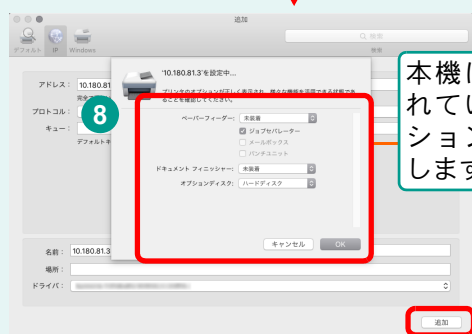 追加
デフォルト IP Windows
検索
検索
アドレス: 10.180.81
プロトコル:
キュー:
デフォルトキ
8
'10.180.81.3'を設定中...
プリンタのオプションが正しく表示され、様々な機能を活用できる状態であ
ることを確認してください。
ペーパーフィーダー: 未装着
ジョブセパレーター
メールボックス
パンチユニット
ドキュメント フィニッシャー: 未装着
オプションディスク: ハードディスク
キャンセル OK
本機に
れてい
ション
します
名前: 10.180.81.3
場所:
ドライバ:
追加